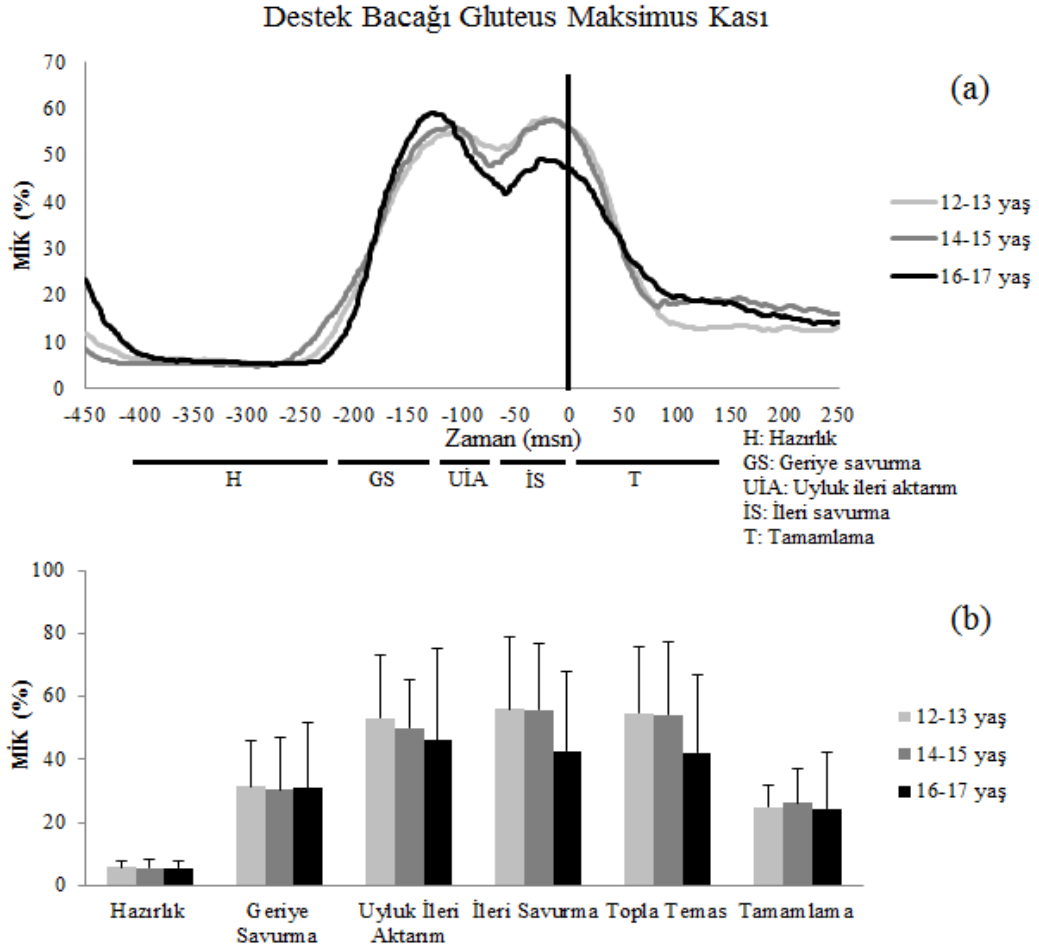 Destek Bacağı Gluteus Maksimus Kası
(a)
MİK (%)
70
60
50
40
30
20
10
0
-450 -400 -350 -300 -250 -200 -150 -100 -50 0 50 100 150 200 250
Zaman (msn)
12-13 yaş
14-15 yaş
16-17 yaş
H GS UİA İS T
H: Hazırlık
GS: Geriye savurma
UİA: Uyluk ileri aktarım
İS: İleri savurma
T: Tamamlama
(b)
MİK (%)
100
80
60
40
20
0
Hazırlık Geriye Savurma Uyluk İleri Aktarım İleri Savurma Topla Temas Tamamlama
12-13 yaş
14-15 yaş
16-17 yaş